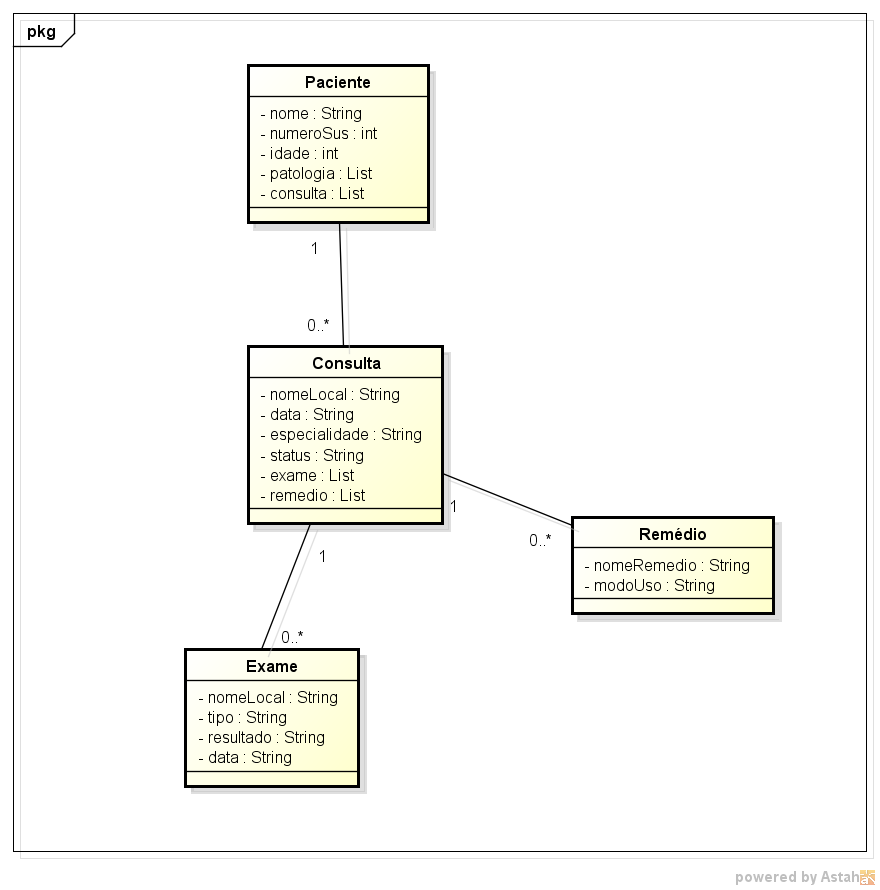 pkg
Paciente
- nome : String
- numeroSus : int
- idade : int
- patologia : List
- consulta : List
1
0..*
Consulta
- nomeLocal : String
- data : String
- especialidade : String
- status : String
- exame : List
- remedio : List
1
0..*
Remédio
- nomeRemedio : String
- modoUso : String
1
0..*
Exame
- nomeLocal : String
- tipo : String
- resultado : String
- data : String
powered by Astah